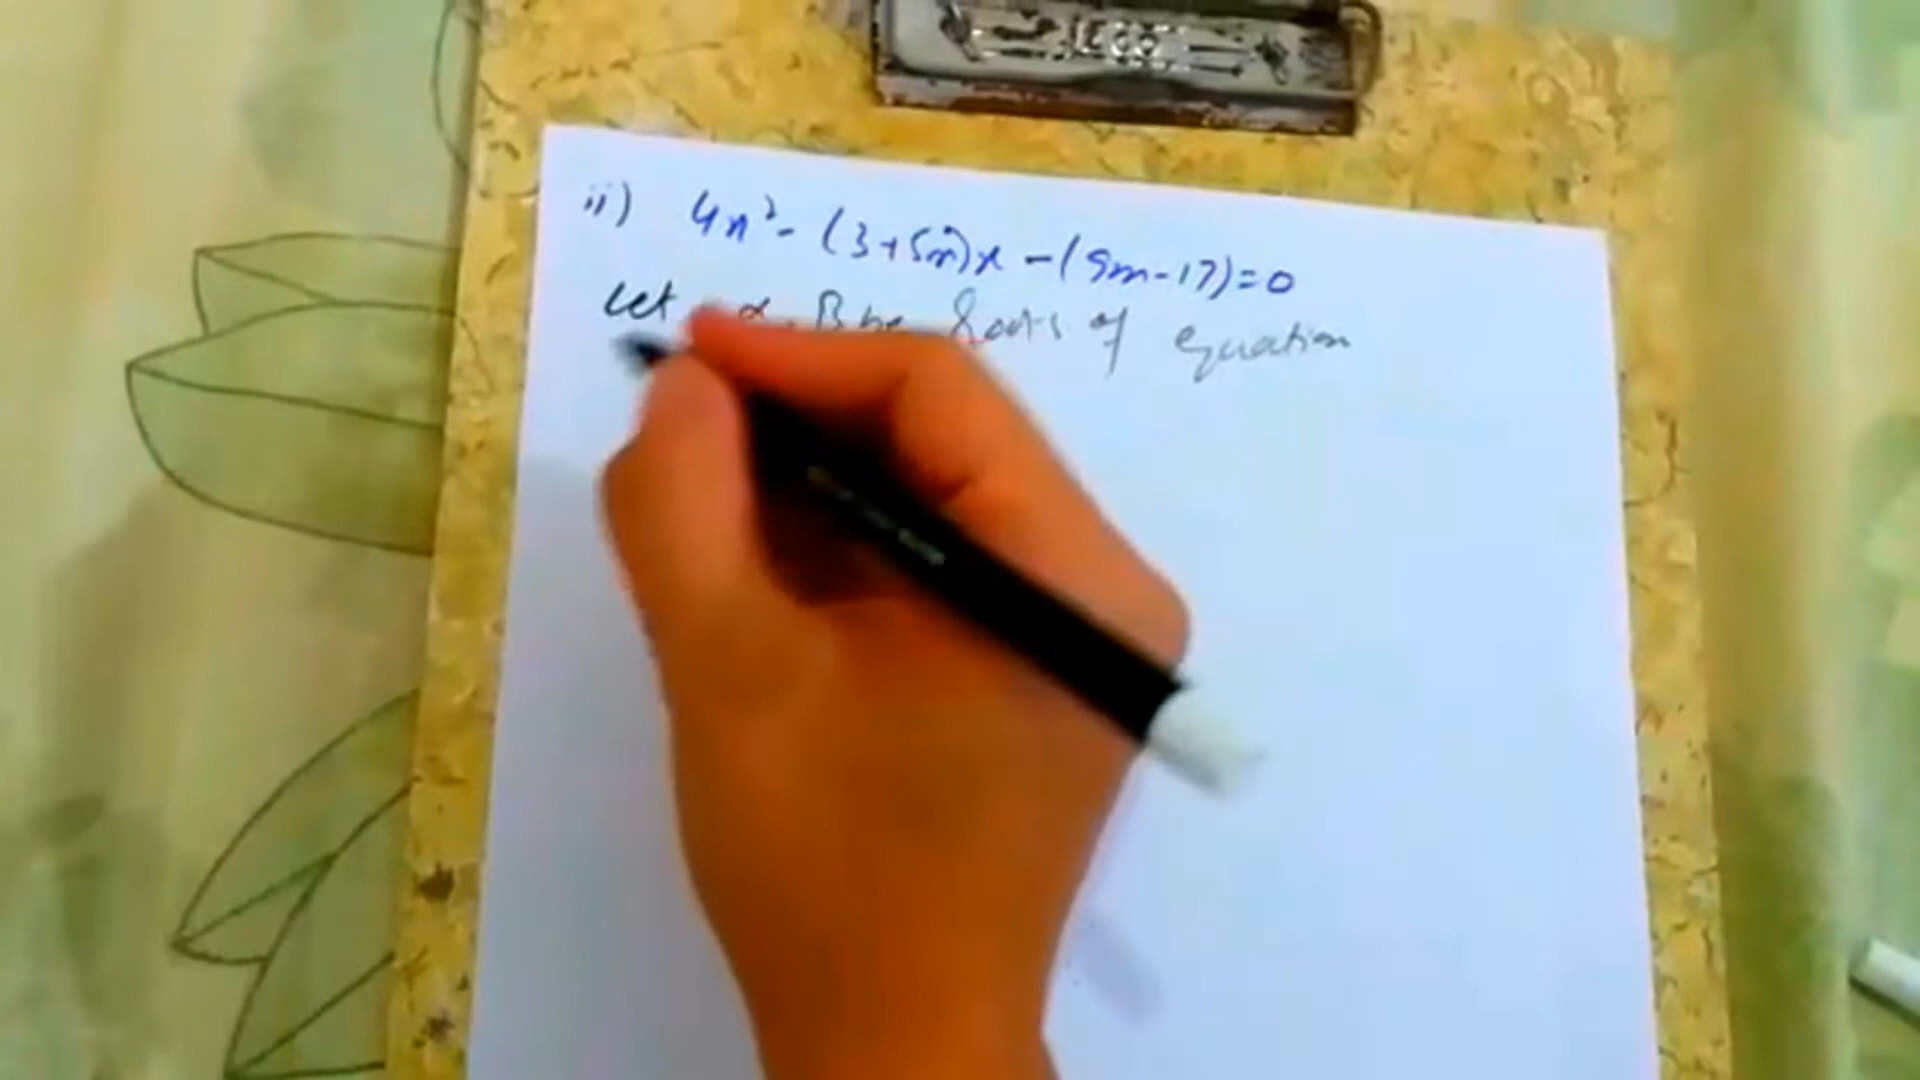 ii) 4x² - (3+5m)x - (9m-17)=0
Let α, β be Roots of equation